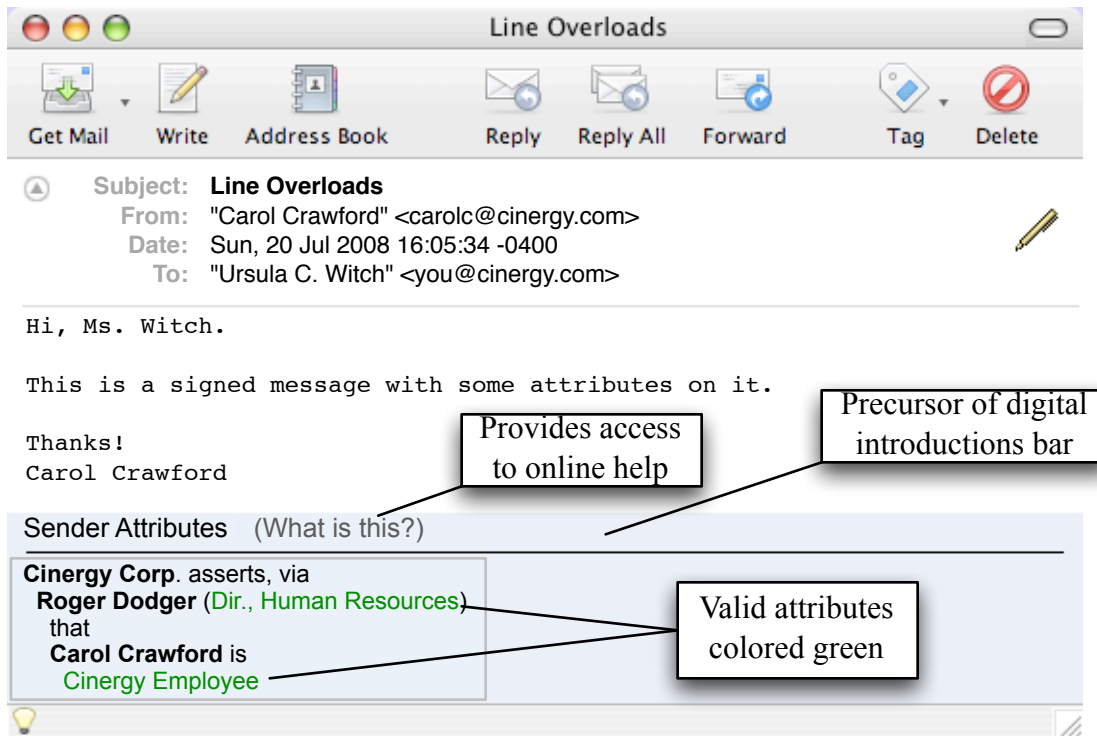 Line Overloads
Get Mail Write Address Book Reply Reply All Forward Tag Delete
Subject: Line Overloads
From: "Carol Crawford" <carolc@cinergy.com>
Date: Sun, 20 Jul 2008 16:05:34 -0400
To: "Ursula C. Witch" <you@cinergy.com>
Hi, Ms. Witch.
This is a signed message with some attributes on it.
Thanks!
Carol Crawford
Provides access
to online help
Precursor of digital
introductions bar
Sender Attributes (What is this?)
Cinergy Corp. asserts, via
Roger Dodger (Dir., Human Resources)
that
Carol Crawford is
Cinergy Employee
Valid attributes
colored green